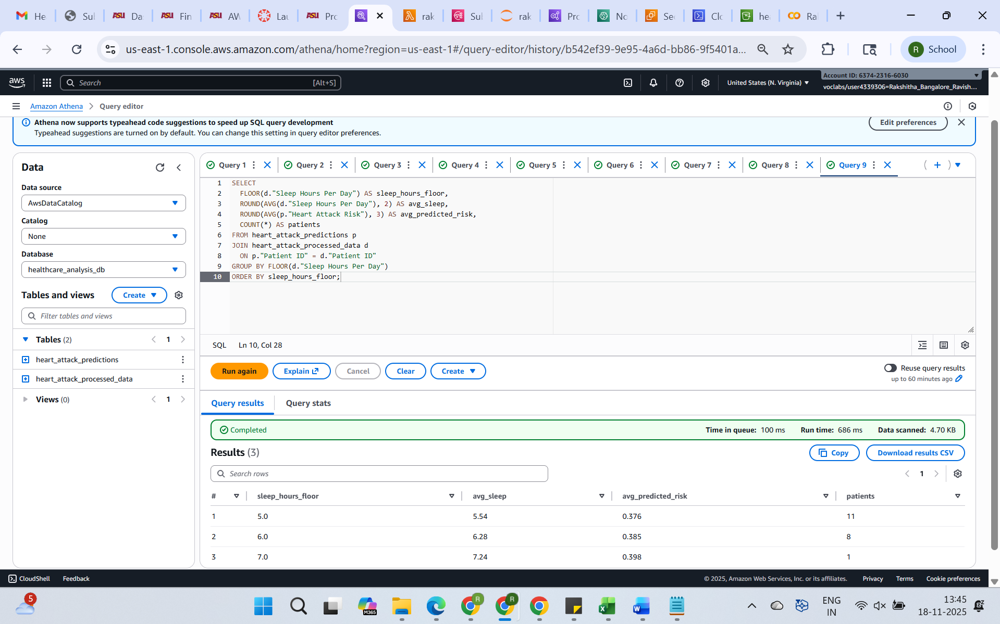 He
Sul
ASU Da
ASU Fin
ASU AW
Lau
ASU Pro
rak
Sul
rak
Pro
No
Sec
Clo
hea
Ral
us-east-1.console.aws.amazon.com/athena/home?region=us-east-1#/query-editor/history/b542ef39-9e95-4a6d-bb86-9f5401a...
R School
aws
Search [Alt+S]
United States (N. Virginia)
Account ID: 6374-2316-6030
voclabs/user4339306=Rakshitha_Bangalore_Ravish...
Amazon Athena > Query editor
Athena now supports typeahead code suggestions to speed up SQL query development
Typeahead suggestions are turned on by default. You can change this setting in query editor preferences.
Edit preferences
Data
Data source
AwsDataCatalog
Catalog
None
Database
healthcare_analysis_db
Tables and views
Create
Filter tables and views
Tables (2)
1
heart_attack_predictions
heart_attack_processed_data
Views (0)
1
Query 1
Query 2
Query 3
Query 4
Query 5
Query 6
Query 7
Query 8
Query 9
1 SELECT
2 FLOOR(d."Sleep Hours Per Day") AS sleep_hours_floor,
3 ROUND(AVG(d."Sleep Hours Per Day"), 2) AS avg_sleep,
4 ROUND(AVG(p."Heart Attack Risk"), 3) AS avg_predicted_risk,
5 COUNT(*) AS patients
6 FROM heart_attack_predictions p
7 JOIN heart_attack_processed_data d
8 ON p."Patient ID" = d."Patient ID"
9 GROUP BY FLOOR(d."Sleep Hours Per Day")
10 ORDER BY sleep_hours_floor;
SQL Ln 10, Col 28
Run again
Explain
Cancel
Clear
Create
Reuse query results
up to 60 minutes ago
Query results
Query stats
Completed
Time in queue: 100 ms Run time: 686 ms Data scanned: 4.70 KB
Results (3)
Copy
Download results CSV
Search rows
1
# sleep_hours_floor avg_sleep avg_predicted_risk patients
1 5.0 5.54 0.376 11
2 6.0 6.28 0.385 8
3 7.0 7.24 0.398 1
CloudShell Feedback
© 2025, Amazon Web Services, Inc. or its affiliates. Privacy Terms Cookie preferences
5
M365
R
R
X
W
ENG
IN
13:45
18-11-2025